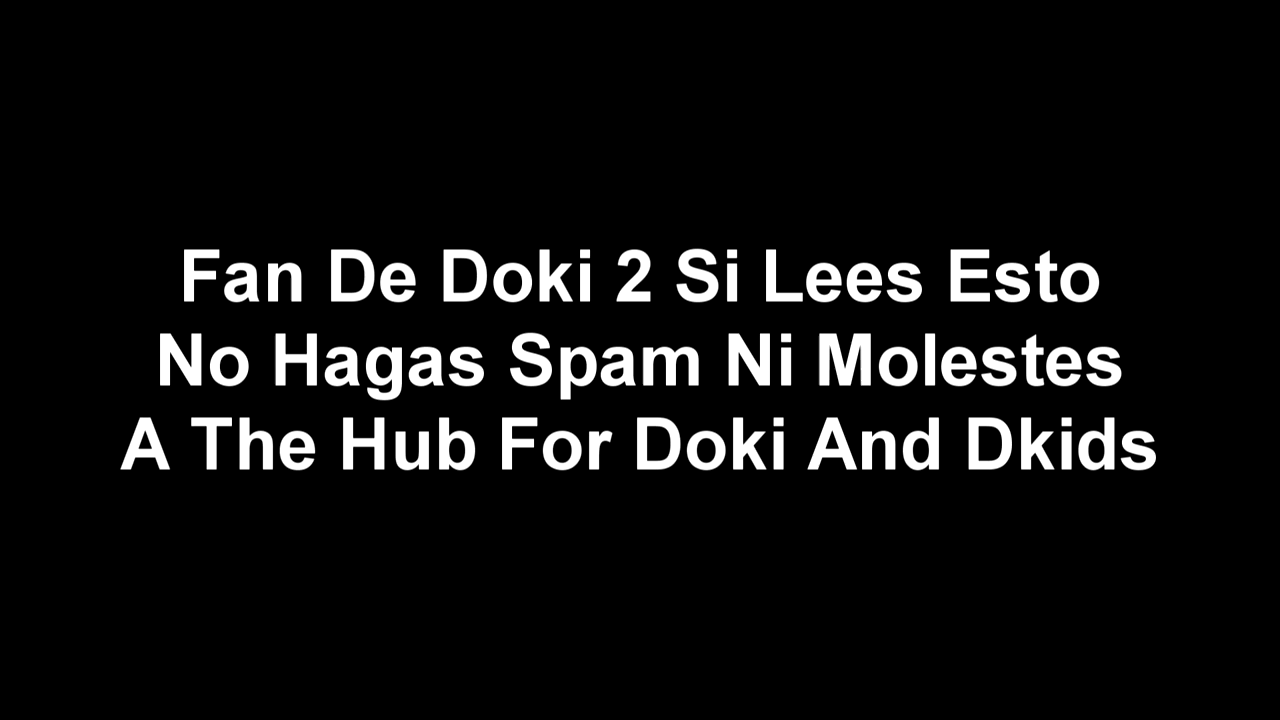 Fan De Doki 2 Si Lees Esto
No Hagas Spam Ni Molestes
A The Hub For Doki And Dkids